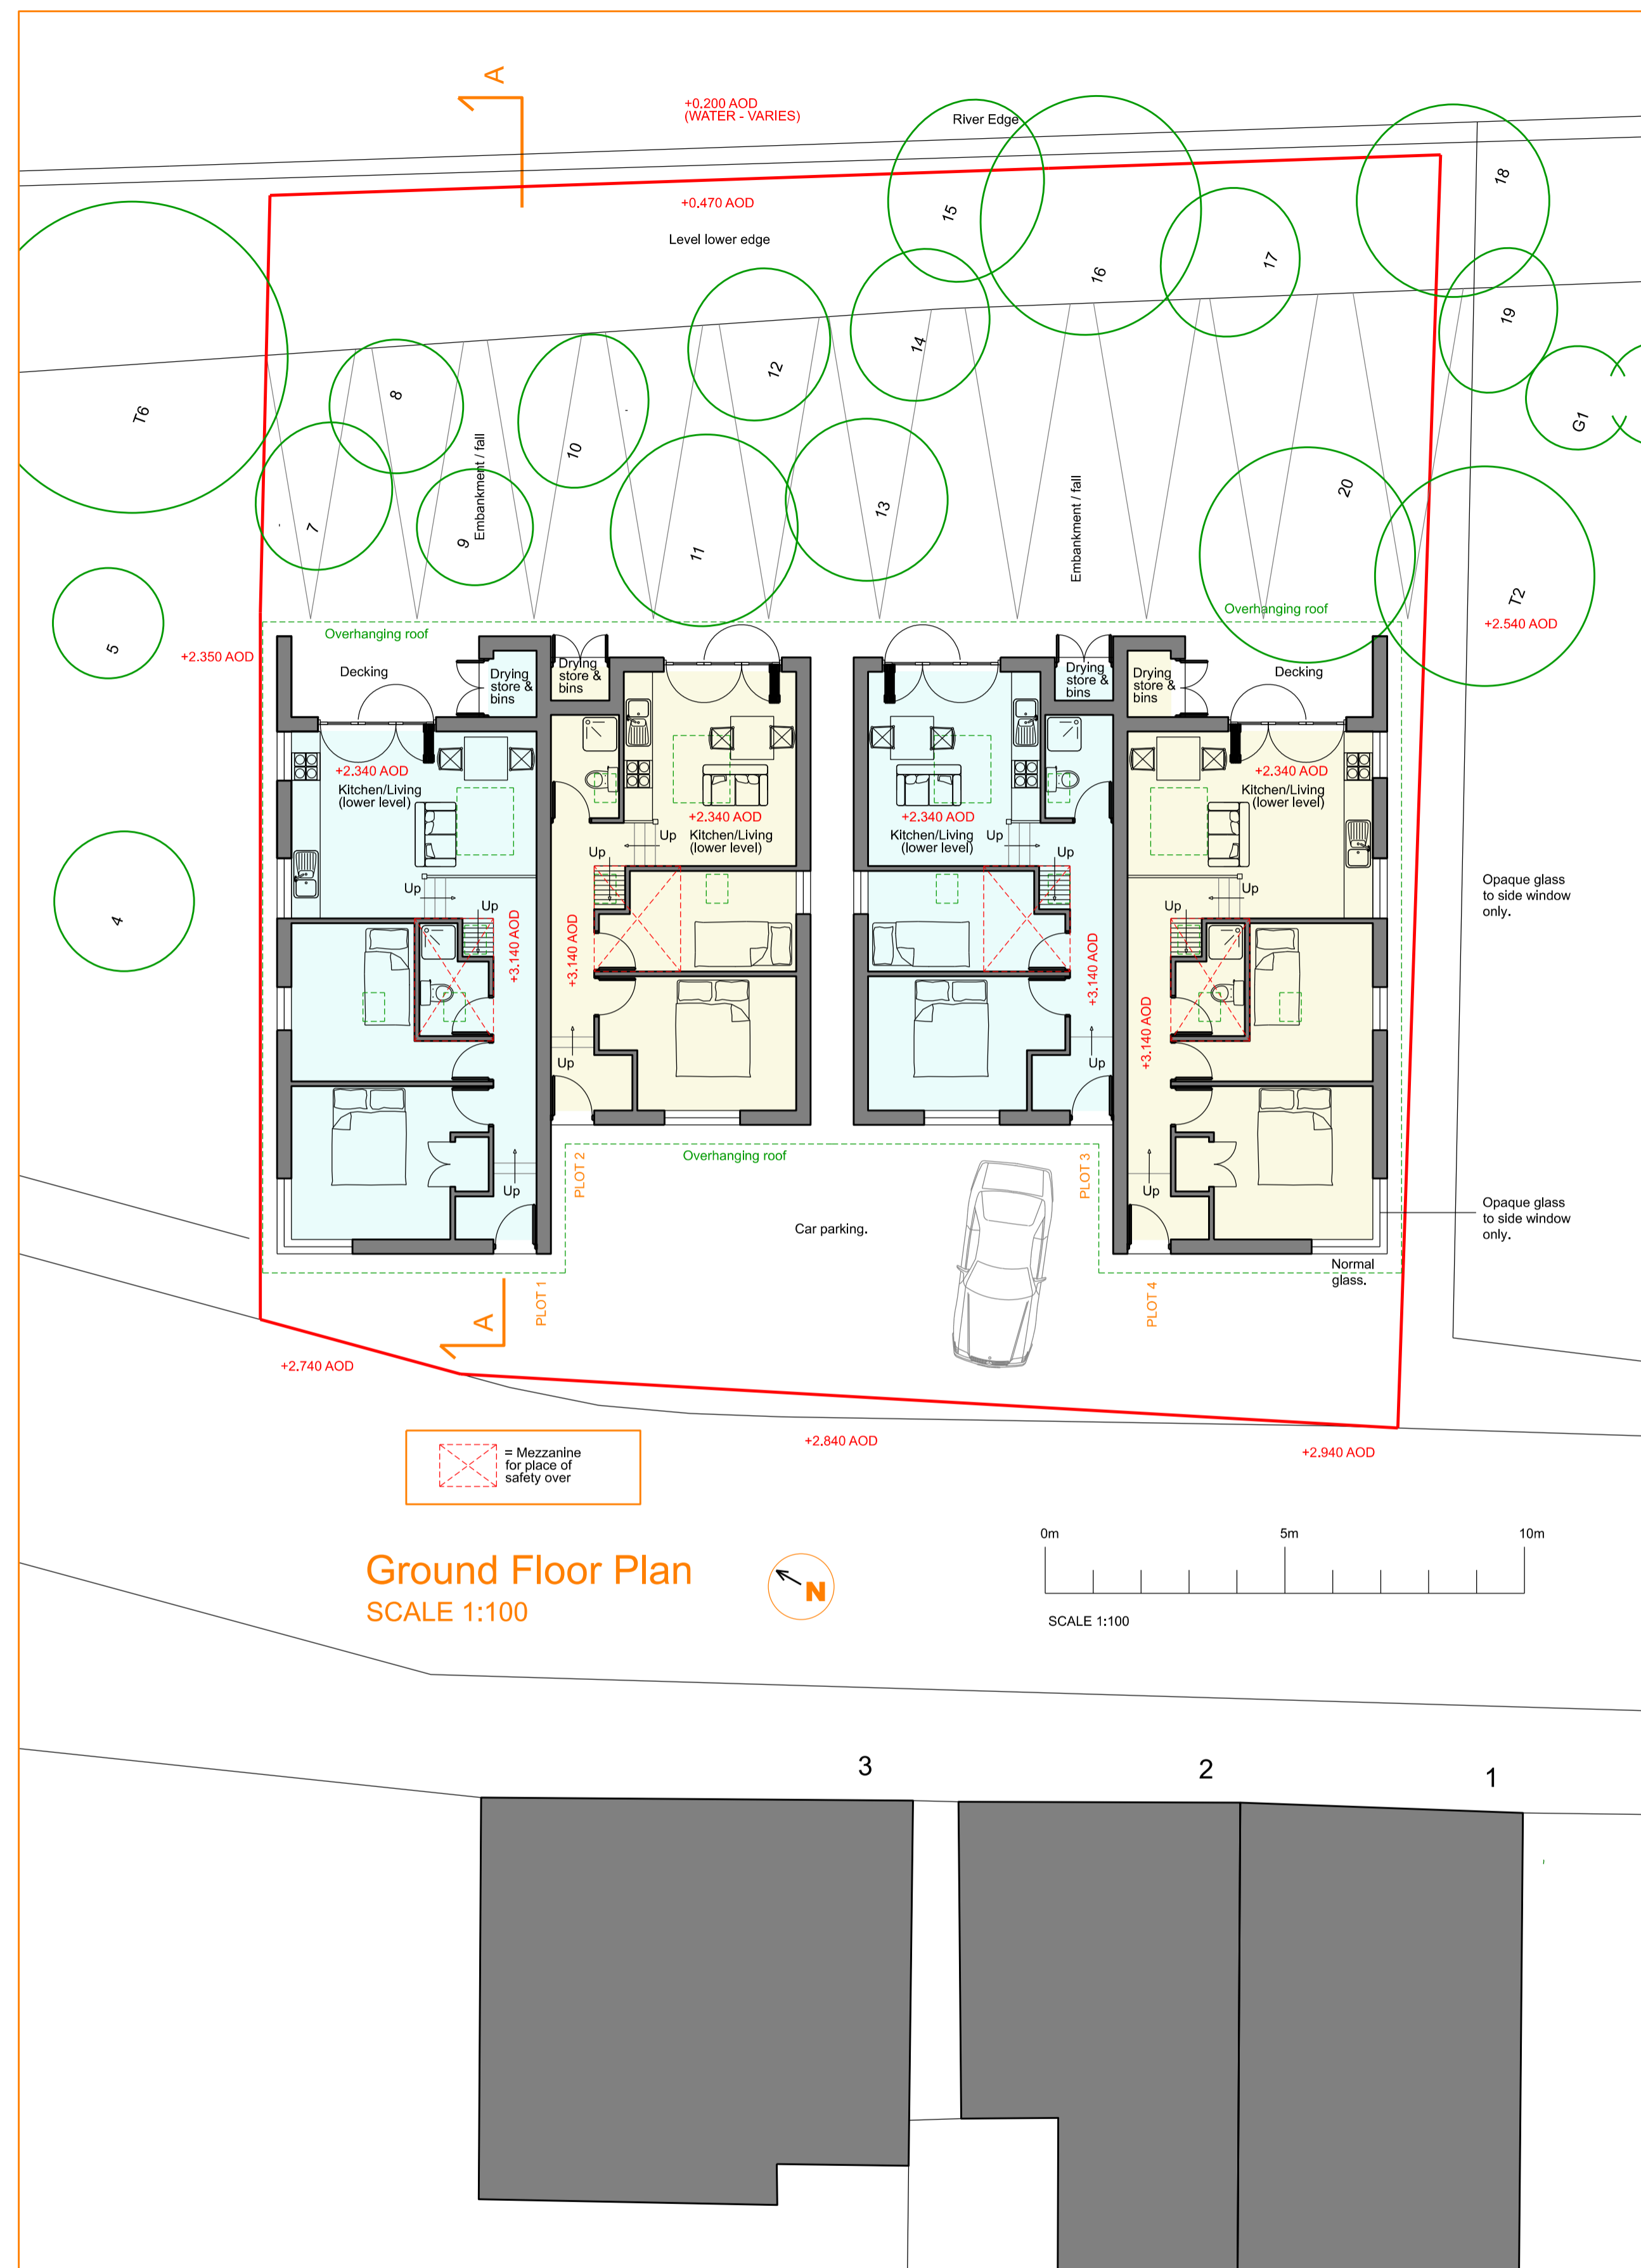 A
+0.200 AOD
(WATER - VARIES)
River Edge
+0.470 AOD
Level lower edge
15
16
17
18
19
14
12
8
10
T6
7
9
Embankment / fall
11
13
Embankment / fall
20
G1
T2
+2.540 AOD
5
+2.350 AOD
4
Overhanging roof
Overhanging roof
Decking
Drying
store &
bins
Drying
store &
bins
Drying
store &
bins
Drying
store &
bins
Decking
+2.340 AOD
Kitchen/Living
(lower level)
+2.340 AOD
Kitchen/Living
(lower level)
+2.340 AOD
Kitchen/Living
(lower level)
+2.340 AOD
Kitchen/Living
(lower level)
Up
Up
Up
Up
Up
Up
Up
Up
+3.140 AOD
+3.140 AOD
+3.140 AOD
+3.140 AOD
Up
Up
Up
Up
Opaque glass
to side window
only.
Opaque glass
to side window
only.
Normal
glass.
Overhanging roof
Car parking.
PLOT 1
PLOT 2
PLOT 3
PLOT 4
A
+2.740 AOD
+2.840 AOD
+2.940 AOD
= Mezzanine
for place of
safety over
Ground Floor Plan
SCALE 1:100
N
0m
5m
10m
SCALE 1:100
3
2
1